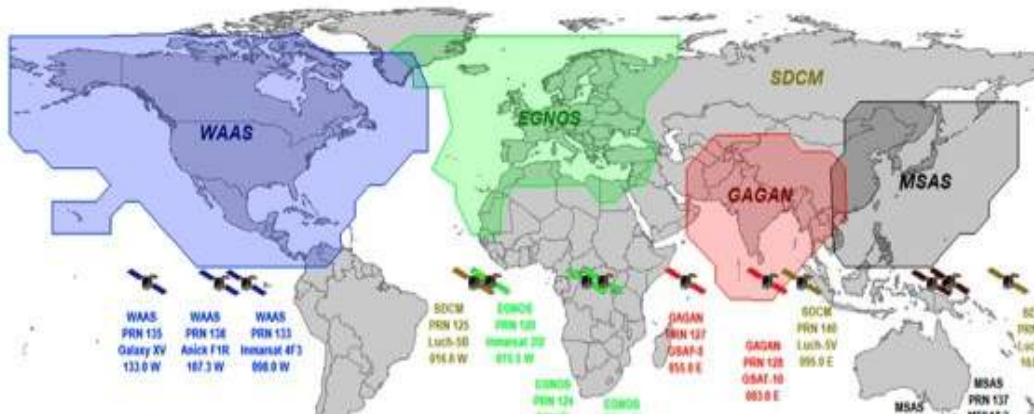 SDCM
WAAS
EGNOS
GAGAN
MSAS
WAAS
PRN 135
Galaxy XV
133.0 W
WAAS
PRN 138
Anick F1R
107.3 W
WAAS
PRN 133
Inmarsat 4F3
098.0 W
SDCM
PRN 125
Luch-5B
016.0 W
EGNOS
PRN 120
015.5 W
EGNOS
PRN 124
EGNOS
GAGAN
PRN 127
GSAT-8
055.0 E
GAGAN
PRN 128
GSAT-10
083.0 E
SDCM
PRN 140
Luch-5V
095.0 E
MSAS
MSAS
PRN 137